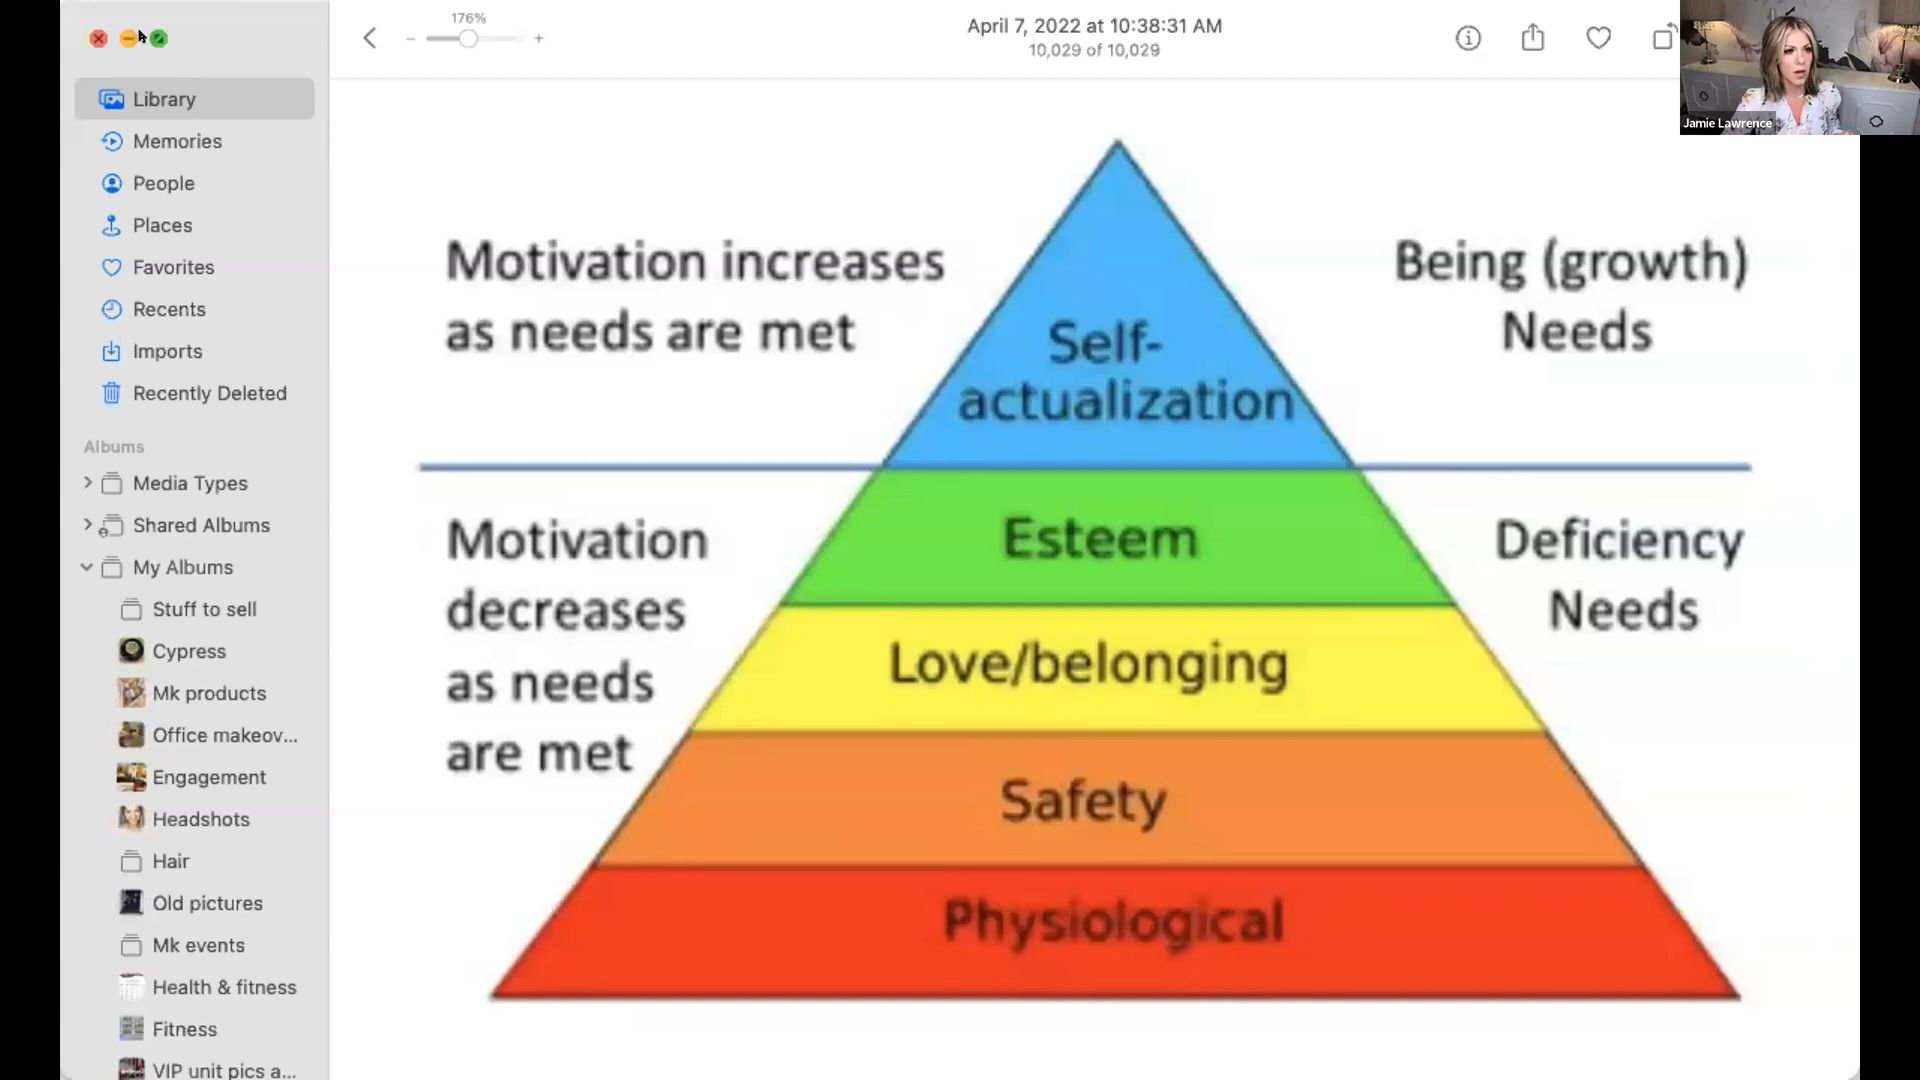 176%
April 7, 2022 at 10:38:31 AM
10,029 of 10,029
Jamie Lawrence
Library
Memories
People
Places
Favorites
Recents
Imports
Recently Deleted
Albums
Media Types
Shared Albums
My Albums
Stuff to sell
Cypress
Mk products
Office makeov...
Engagement
Headshots
Hair
Old pictures
Mk events
Health & fitness
Fitness
VIP unit pics a...
Motivation increases
as needs are met
Being (growth)
Needs
Self-
actualization
Motivation
decreases
as needs
are met
Deficiency
Needs
Esteem
Love/belonging
Safety
Physiological